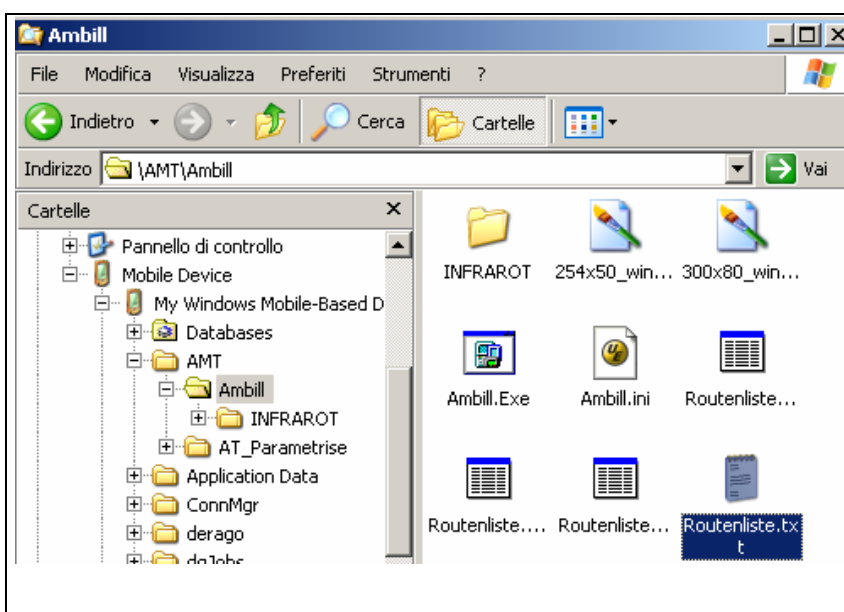 Ambill
File Modifica Visualizza Preferiti Strumenti ?
Indietro Cerca Cartelle
Indirizzo \AMT\Ambill Vai
Cartelle
Pannello di controllo
Mobile Device
My Windows Mobile-Based D
Databases
AMT
Ambill
INFRAROT
AT_Parametrise
Application Data
ConnMgr
derago
dgJobs
INFRAROT 254x50_win... 300x80_win...
Ambill.Exe Ambill.ini Routenliste...
Routenliste.... Routenliste... Routenliste.tx
t